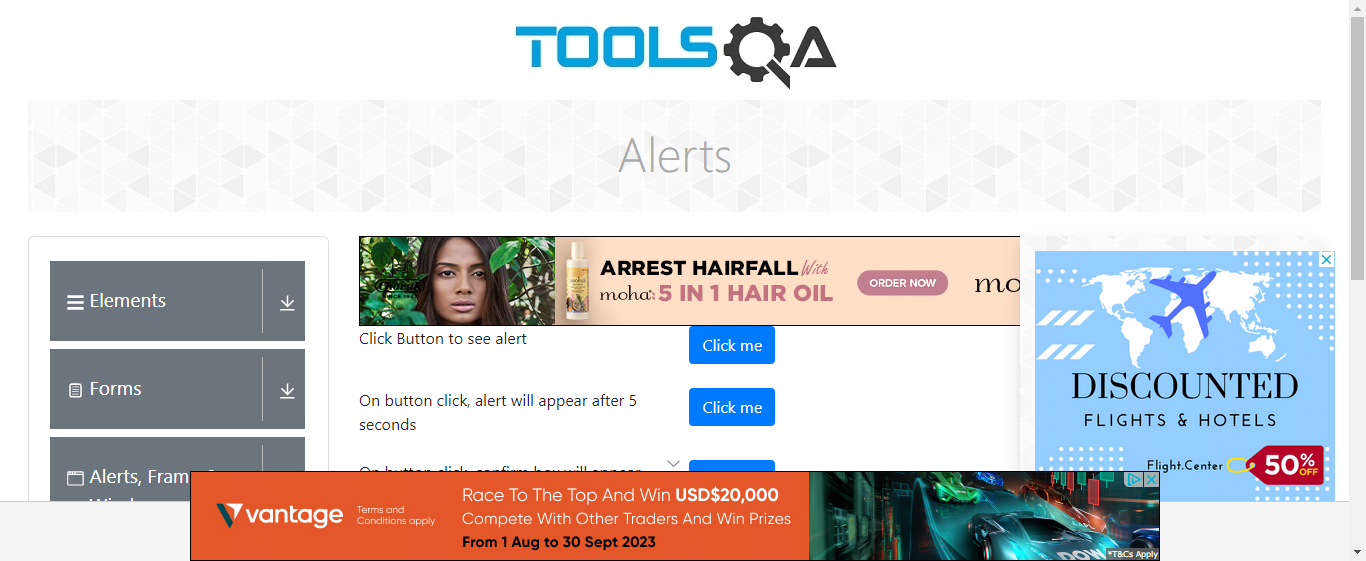 TOOLSQA
Alerts
Elements
Forms
Alerts, Frame
ARREST HAIRFALL With
moha: 5 IN 1 HAIR OIL
ORDER NOW
mo
Click Button to see alert
Click me
On button click, alert will appear after 5
seconds
Click me
On button click, confirm box will appear
DISCOUNTED
FLIGHTS & HOTELS
Flight.Center
50% OFF
vantage
Terms and
Conditions apply
Race To The Top And Win USD$20,000
Compete With Other Traders And Win Prizes
From 1 Aug to 30 Sept 2023
*T&Cs Apply